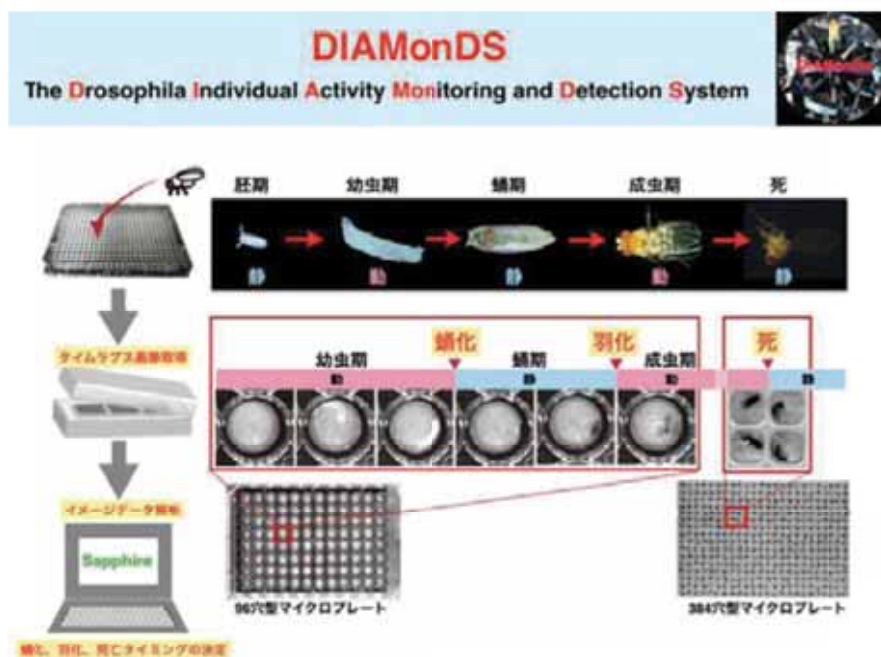 DIAMonDS
The Drosophila Individual Activity Monitoring and Detection System
胚期 幼虫期 蛹期 成虫期 死
静 動 静 動 静
タイムラプス画像取得
蛹化 羽化 死
幼虫期 蛹期 成虫期
動 静 動 静
イメージデータ解析
Sapphire
96穴型マイクロプレート
384穴型マイクロプレート
蛹化、羽化、死亡タイミングの決定